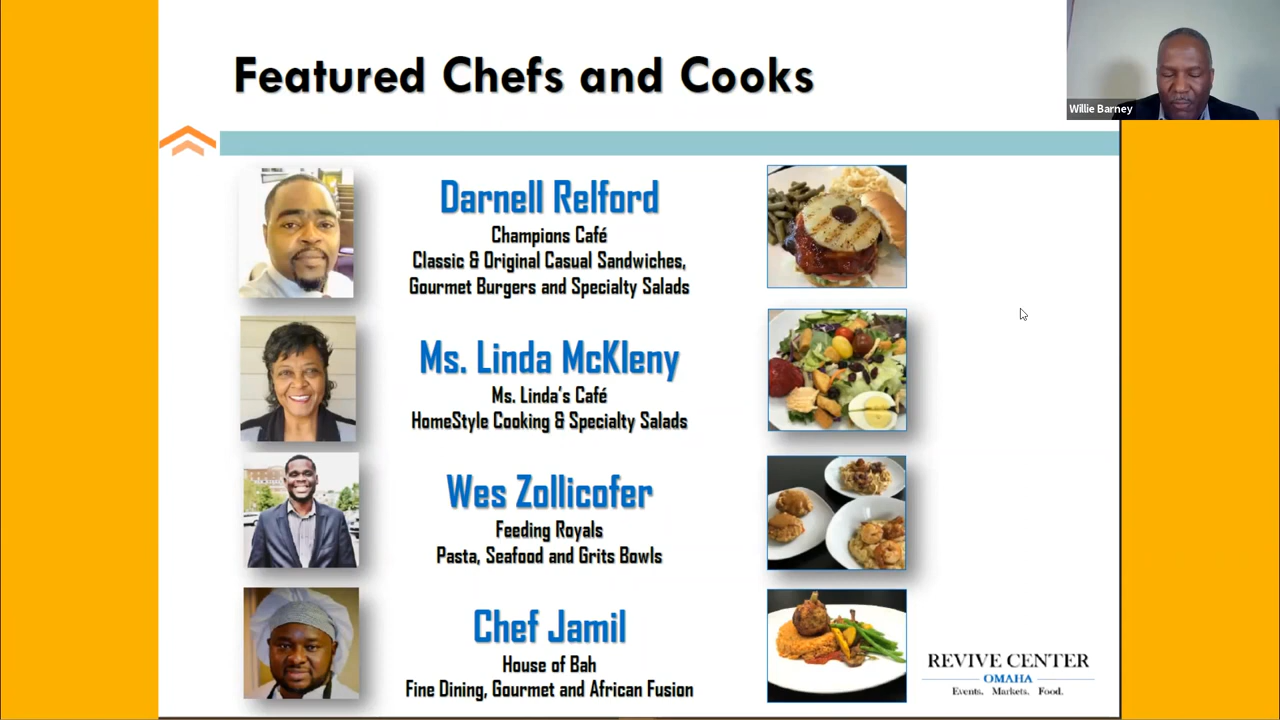 Featured Chefs and Cooks
Willie Barney
Darnell Relford
Champions Café
Classic & Original Casual Sandwiches,
Gourmet Burgers and Specialty Salads
Ms. Linda McKleny
Ms. Linda's Café
HomeStyle Cooking & Specialty Salads
Wes Zollicofer
Feeding Royals
Pasta, Seafood and Grits Bowls
Chef Jamil
House of Bah
Fine Dining, Gourmet and African Fusion
REVIVE CENTER
OMAHA
Events. Markets. Food.